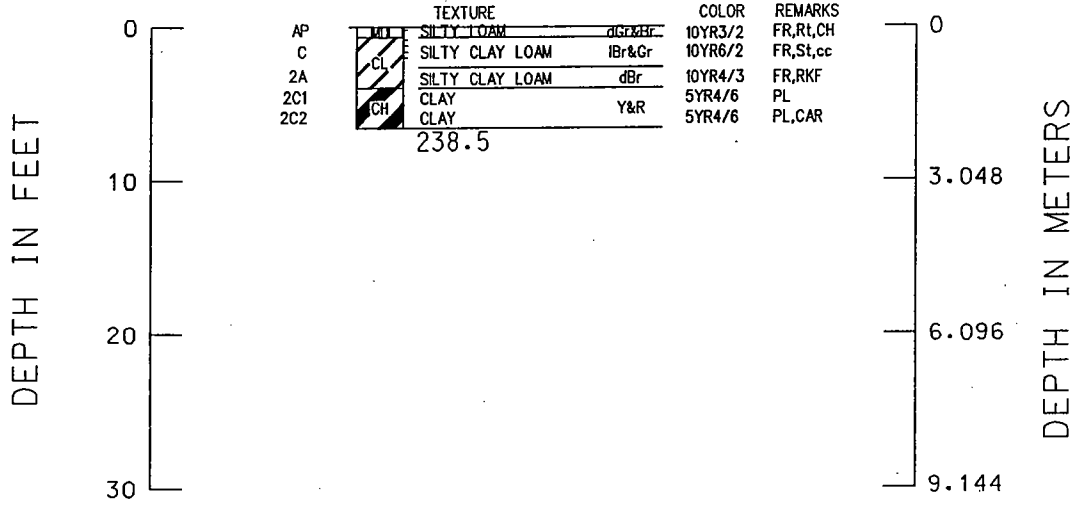 TEXTURE COLOR REMARKS
0 AP ML SILTY LOAM dGr&Br 10YR3/2 FR,Rt,CH 0
C CL SILTY CLAY LOAM lBr&Gr 10YR6/2 FR,St,cc
2A SILTY CLAY LOAM dBr 10YR4/3 FR,RKF
2C1 CH CLAY Y&R 5YR4/6 PL
2C2 CLAY 5YR4/6 PL,CAR
238.5
10 3.048
20 6.096
30 9.144
DEPTH IN FEET
DEPTH IN METERS